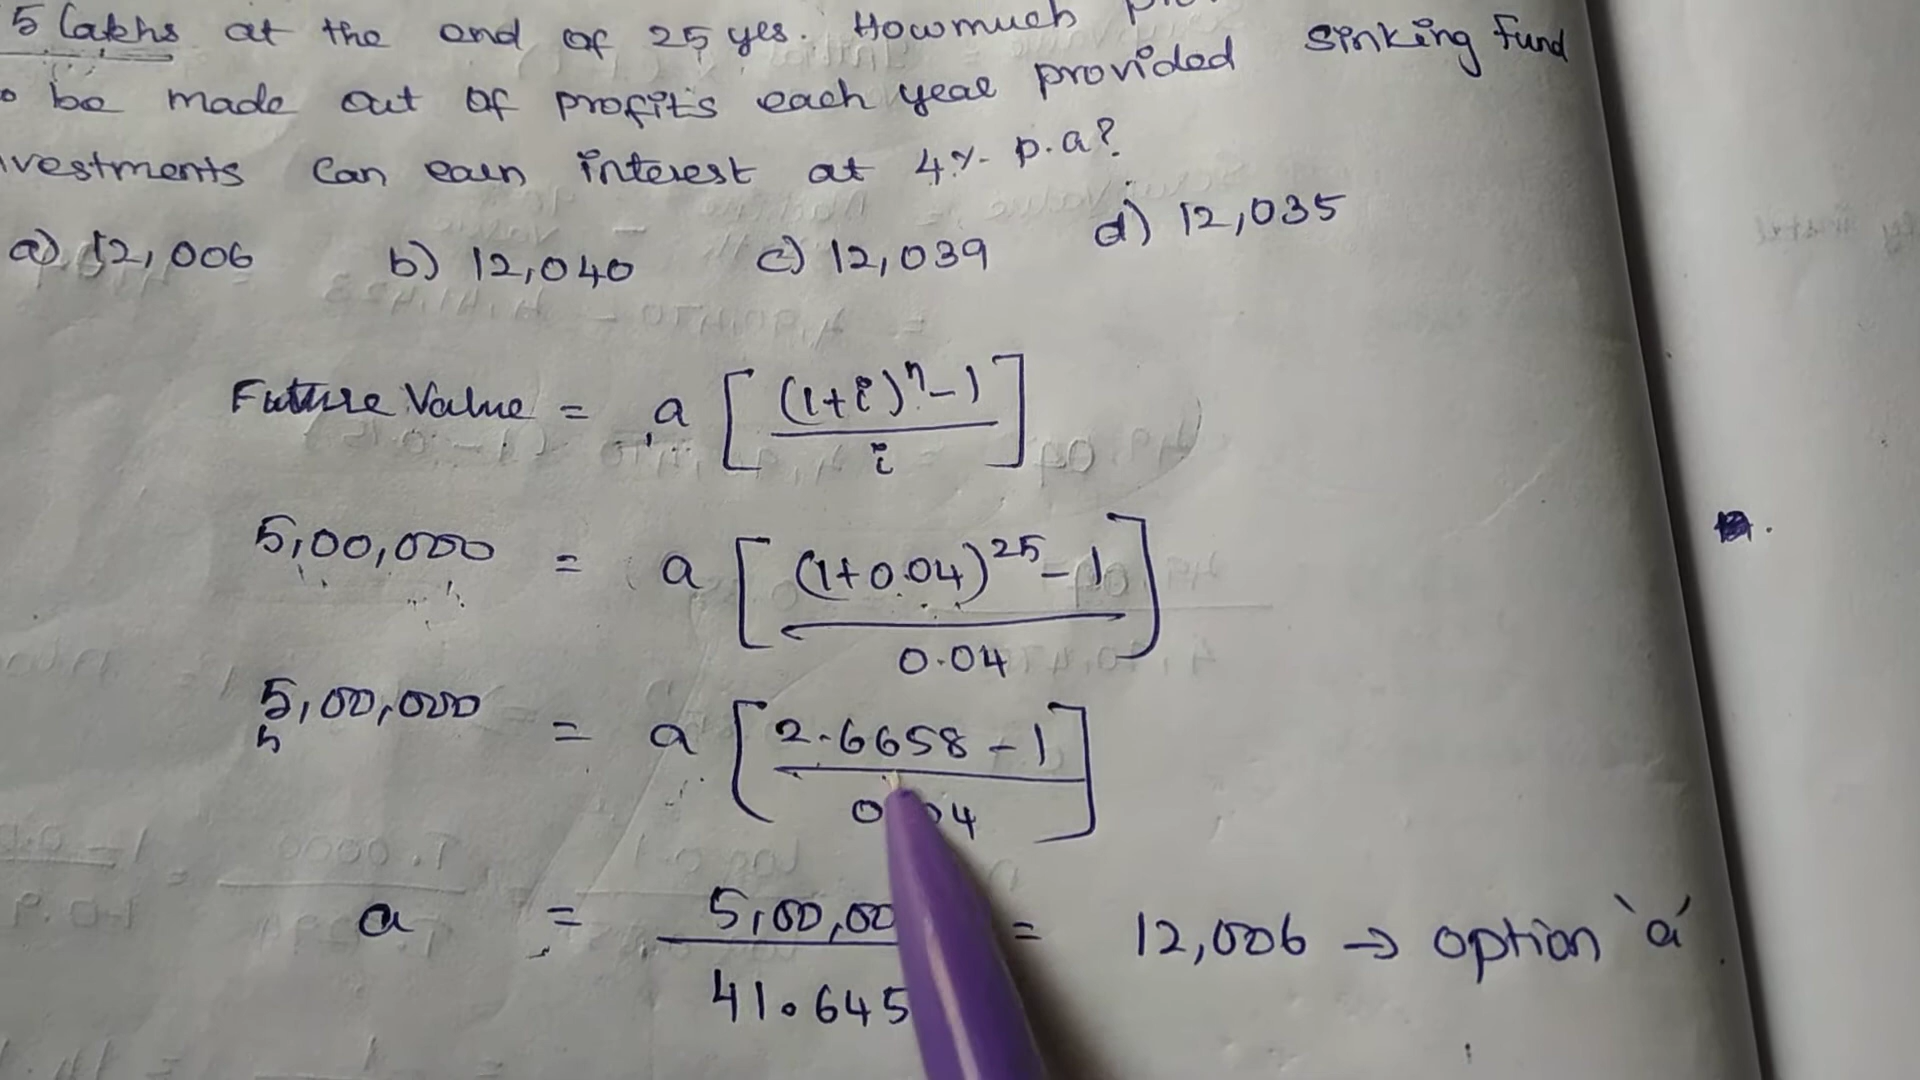 5 lakhs at the end of 25 yes. How much
be made out of profits each year provided sinking fund
vestments can earn interest at 4% p.a?
a) 12,006 b) 12,040 c) 12,039 d) 12,035
Future Value = a [ (1+i)^n - 1 / i ]
5,00,000 = a [ (1+0.04)^25 - 1 / 0.04 ]
5,00,000 = a [ 2.6658 - 1 / 0.04 ]
a = 5,00,00 / 41.645 = 12,006 → option 'a'